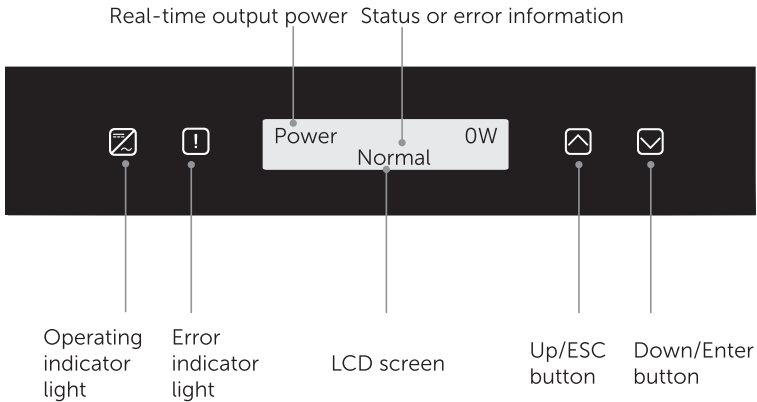 Real-time output power Status or error information
!
Power 0W
Normal
Operating indicator light
Error indicator light
LCD screen
Up/ESC button
Down/Enter button